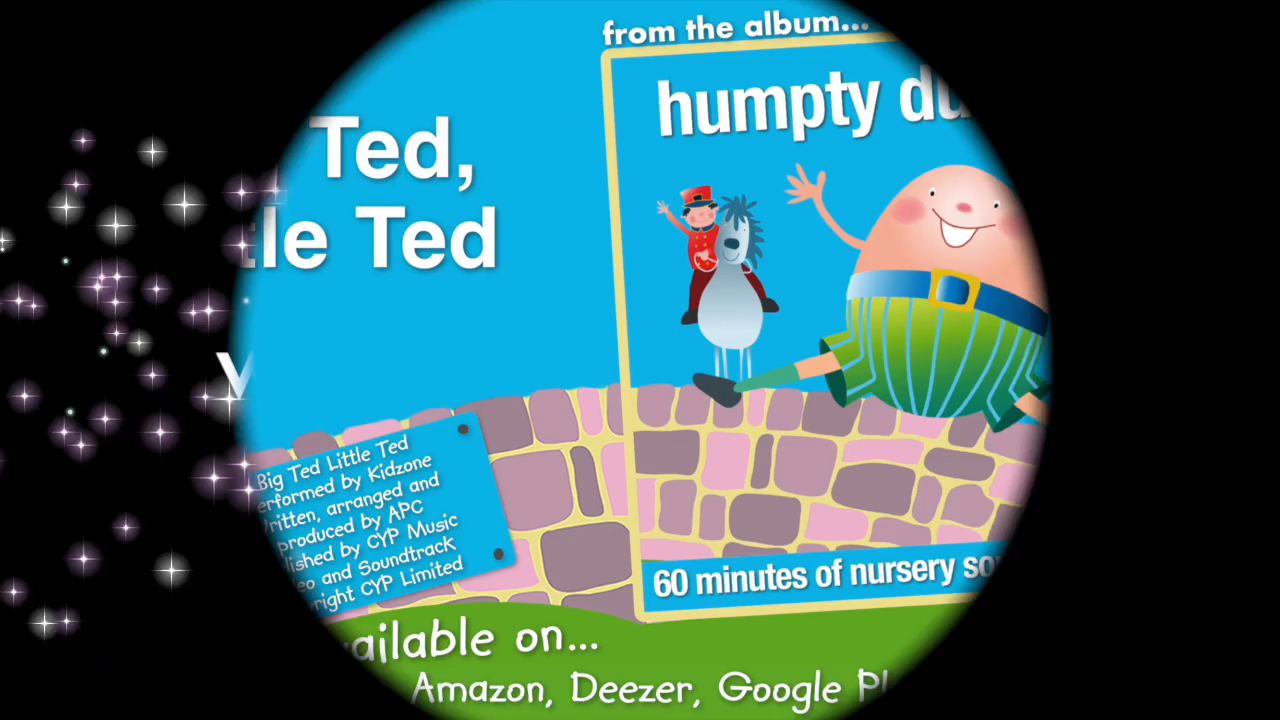 from the album...
humpty du
Ted,
tle Ted
Big Ted Little Ted
erformed by Kidzone
ritten, arranged and
produced by APC
lished by CYP Music
eo and Soundtrack
right CYP Limited
60 minutes of nursery so
vailable on...
Amazon, Deezer, Google Pl